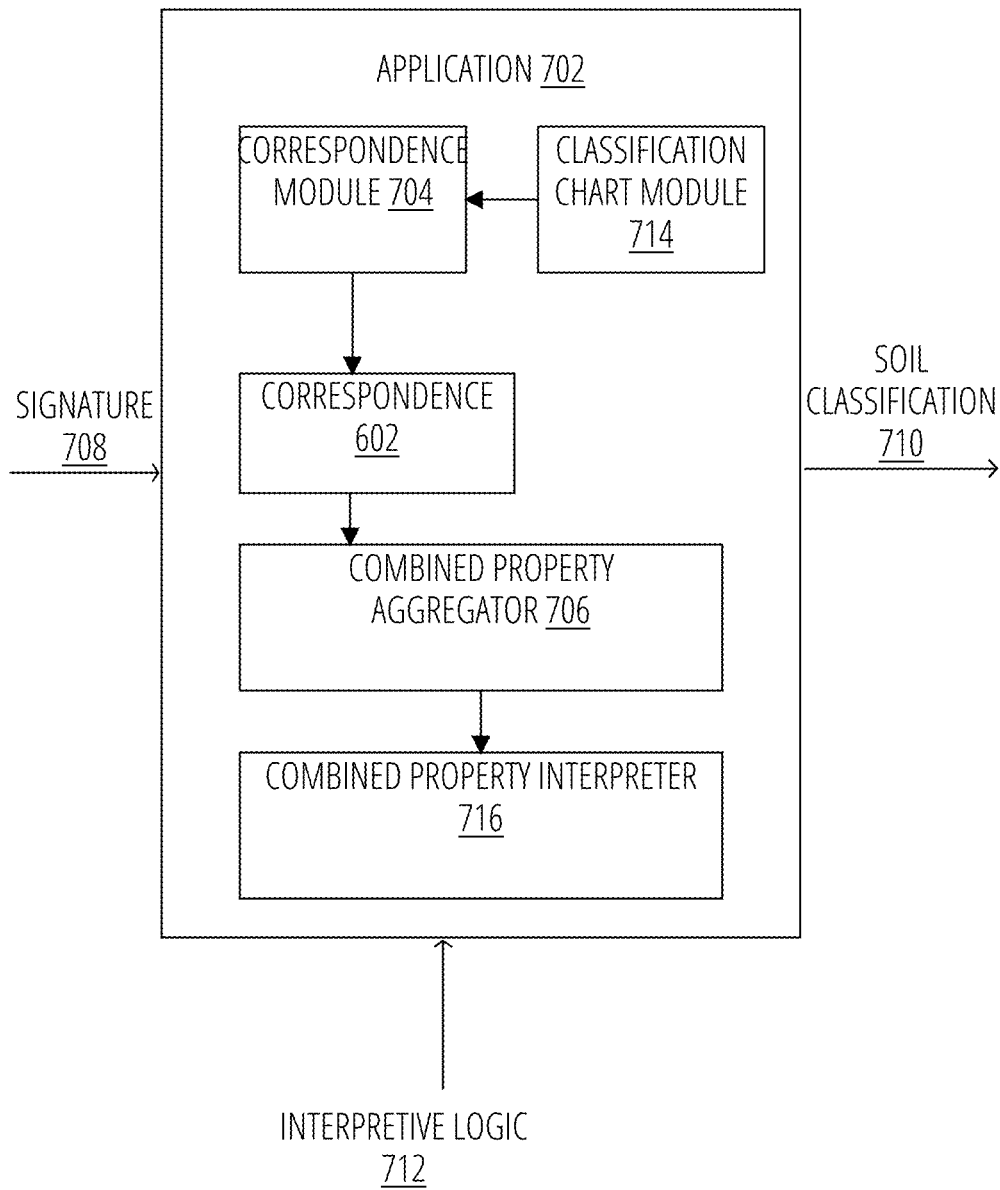 APPLICATION 702
CORRESPONDENCE
MODULE 704
CLASSIFICATION
CHART MODULE
714
CORRESPONDENCE
602
SIGNATURE
708
SOIL
CLASSIFICATION
710
COMBINED PROPERTY
AGGREGATOR 706
COMBINED PROPERTY INTERPRETER
716
INTERPRETIVE LOGIC
712